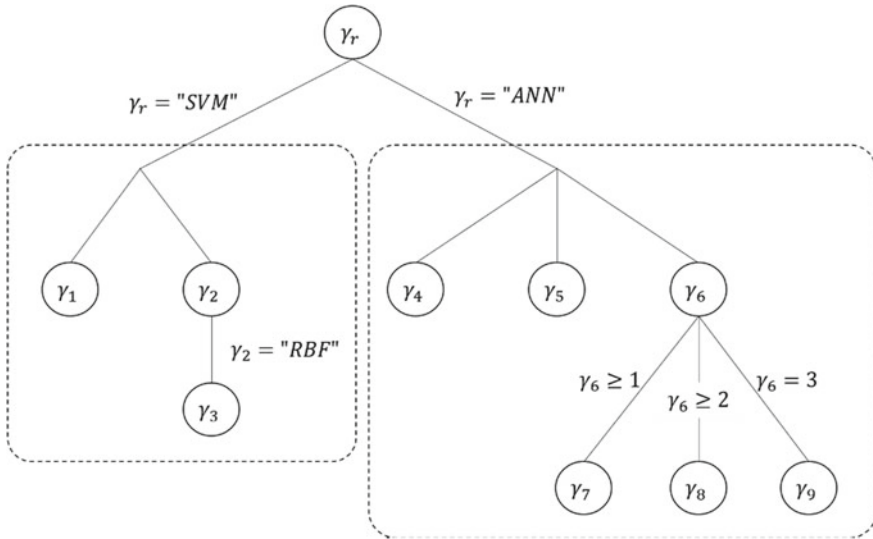 γr
γr = "SVM"
γr = "ANN"
γ1
γ2
γ4
γ5
γ6
γ2 = "RBF"
γ3
γ6 ≥ 1
γ6 ≥ 2
γ6 = 3
γ7
γ8
γ9